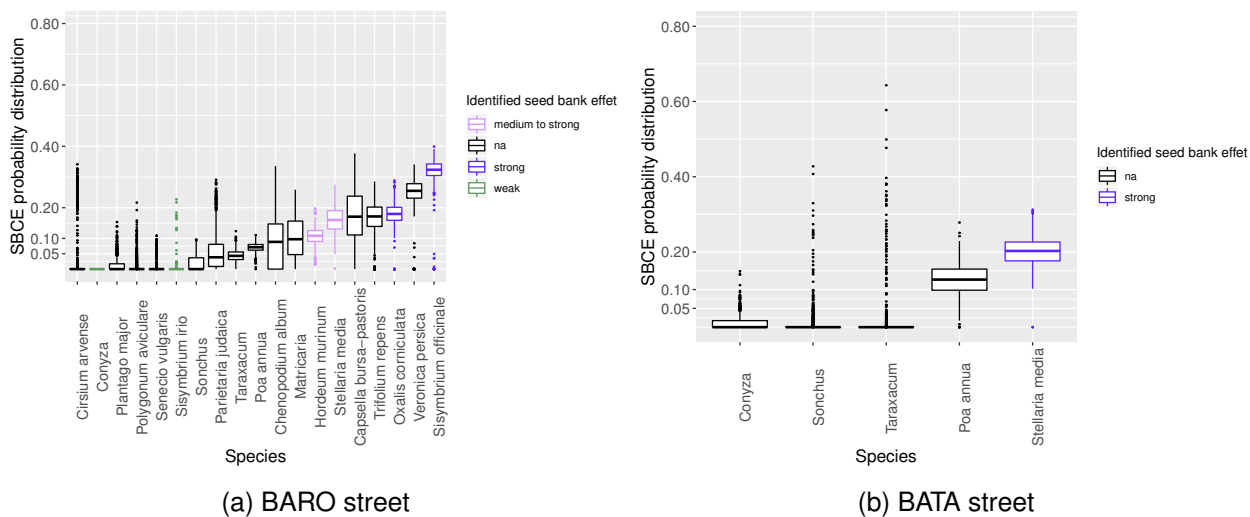 SBCE probability distribution
0.80
0.60
0.40
0.20
0.10
0.05
Cirsium arvense
Conyza
Plantago major
Polygonum aviculare
Senecio vulgaris
Sisymbrium irio
Sonchus
Parietaria judaica
Taraxacum
Poa annua
Chenopodium album
Matricaria
Hordeum murinum
Stellaria media
Capsella bursa−pastoris
Trifolium repens
Oxalis corniculata
Veronica persica
Sisymbrium officinale
Species
Identified seed bank effet
medium to strong
na
strong
weak
(a) BARO street
SBCE probability distribution
0.80
0.60
0.40
0.20
0.10
0.05
Conyza
Sonchus
Taraxacum
Poa annua
Stellaria media
Species
Identified seed bank effet
na
strong
(b) BATA street